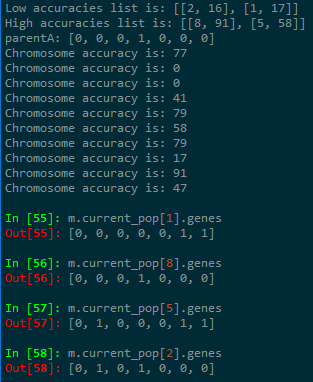 Low accuracies list is: [[2, 16], [1, 17]]
High accuracies list is: [[8, 91], [5, 58]]
parentA: [0, 0, 0, 1, 0, 0, 0]
Chromosome accuracy is: 77
Chromosome accuracy is: 0
Chromosome accuracy is: 0
Chromosome accuracy is: 41
Chromosome accuracy is: 79
Chromosome accuracy is: 58
Chromosome accuracy is: 79
Chromosome accuracy is: 17
Chromosome accuracy is: 91
Chromosome accuracy is: 47
In [55]: m.current_pop[1].genes
Out[55]: [0, 0, 0, 0, 0, 1, 1]
In [56]: m.current_pop[8].genes
Out[56]: [0, 0, 0, 1, 0, 0, 0]
In [57]: m.current_pop[5].genes
Out[57]: [0, 1, 0, 0, 0, 1, 1]
In [58]: m.current_pop[2].genes
Out[58]: [0, 1, 0, 1, 0, 0, 0]